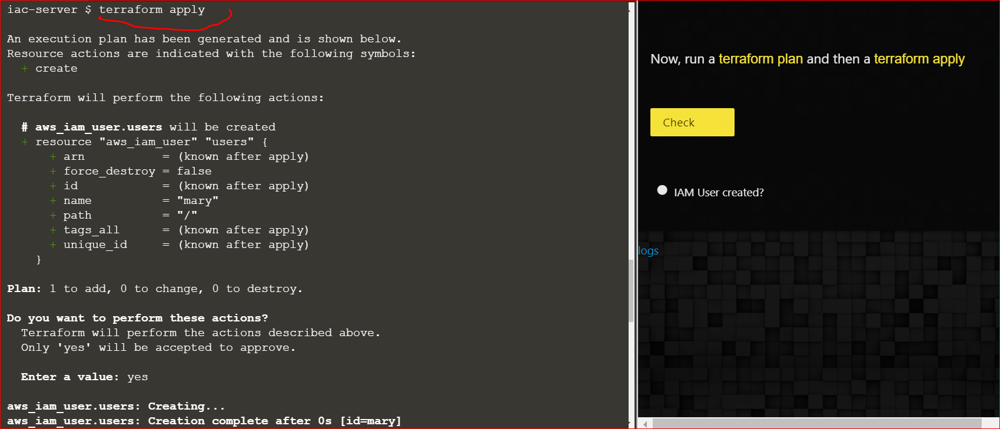 iac-server $ terraform apply
An execution plan has been generated and is shown below.
Resource actions are indicated with the following symbols:
+ create
Terraform will perform the following actions:
# aws_iam_user.users will be created
+ resource "aws_iam_user" "users" {
+ arn = (known after apply)
+ force_destroy = false
+ id = (known after apply)
+ name = "mary"
+ path = "/"
+ tags_all = (known after apply)
+ unique_id = (known after apply)
}
Plan: 1 to add, 0 to change, 0 to destroy.
Do you want to perform these actions?
Terraform will perform the actions described above.
Only 'yes' will be accepted to approve.
Enter a value: yes
aws_iam_user.users: Creating...
aws_iam_user.users: Creation complete after 0s [id=mary]
Now, run a terraform plan and then a terraform apply
Check
IAM User created?
logs